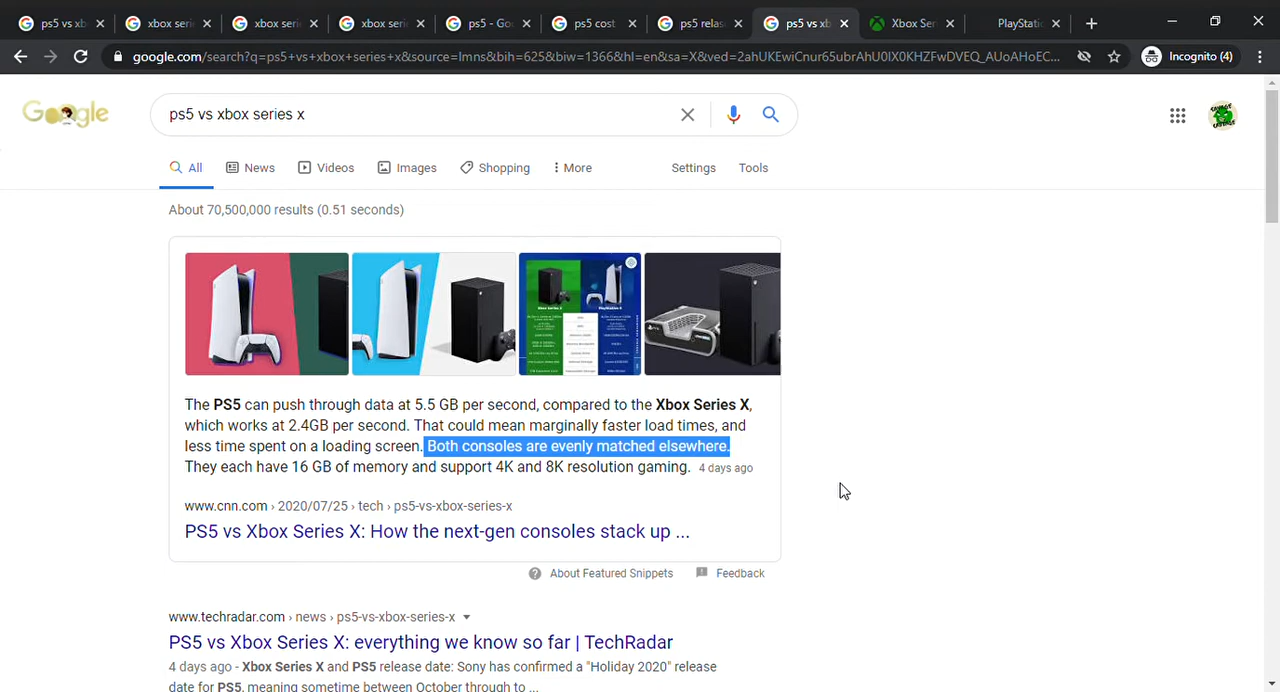 ps5 vs xb
xbox seri
xbox seri
xbox seri
ps5 - Go
ps5 cost
ps5 relas
ps5 vs xb
Xbox Ser
PlayStati
google.com/search?q=ps5+vs+xbox+series+x&source=lmns&bih=625&biw=1366&hl=en&sa=X&ved=2ahUKEwiCnur65ubrAhU0IX0KHZFwDVEQ_AUoAHoEC...
Incognito (4)
Google
ps5 vs xbox series x
All
News
Videos
Images
Shopping
More
Settings
Tools
About 70,500,000 results (0.51 seconds)
The PS5 can push through data at 5.5 GB per second, compared to the Xbox Series X,
which works at 2.4GB per second. That could mean marginally faster load times, and
less time spent on a loading screen. Both consoles are evenly matched elsewhere.
They each have 16 GB of memory and support 4K and 8K resolution gaming. 4 days ago
www.cnn.com › 2020/07/25 › tech › ps5-vs-xbox-series-x
PS5 vs Xbox Series X: How the next-gen consoles stack up ...
About Featured Snippets
Feedback
www.techradar.com › news › ps5-vs-xbox-series-x
PS5 vs Xbox Series X: everything we know so far | TechRadar
4 days ago - Xbox Series X and PS5 release date: Sony has confirmed a "Holiday 2020" release
date for PS5, meaning sometime between October through to ...